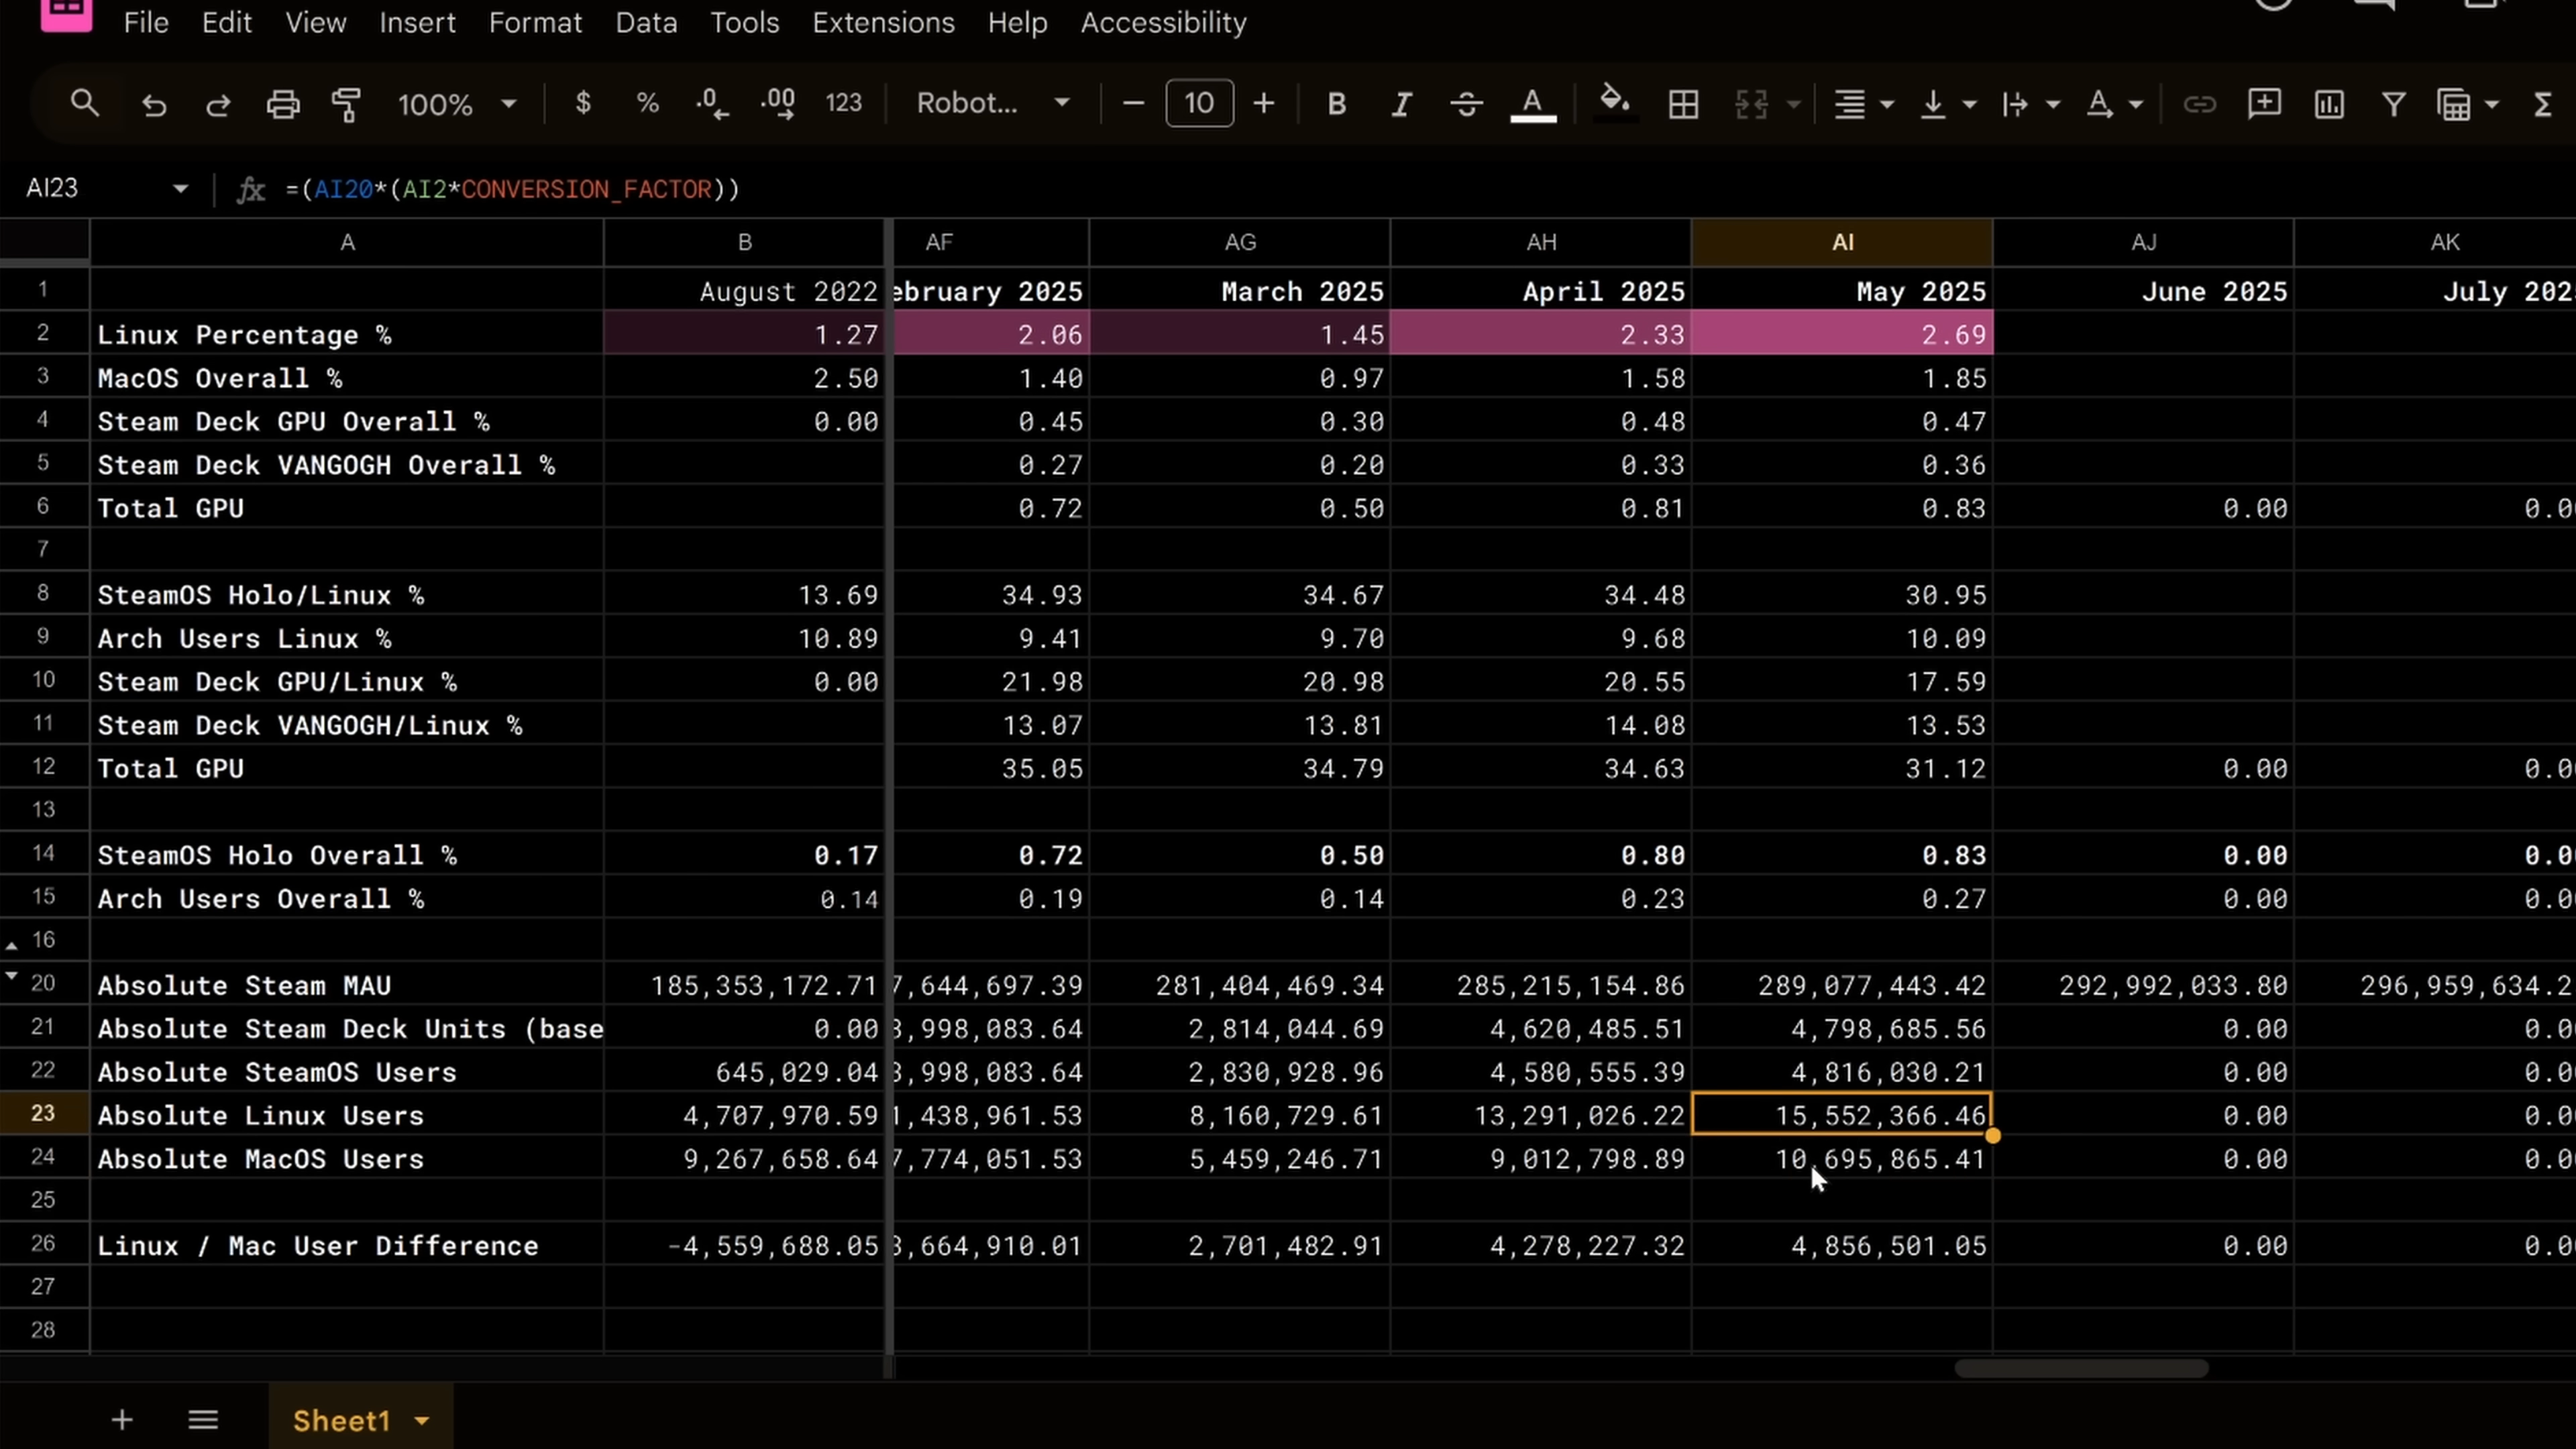 File Edit View Insert Format Data Tools Extensions Help Accessibility
100% $ % .0 .00 123 Robot... − 10 + B I A A Σ
AI23 fx =(AI20*(AI2*CONVERSION_FACTOR))
A B AF AG AH AI AJ AK
1 August 2022 ebruary 2025 March 2025 April 2025 May 2025 June 2025 July 202
2 Linux Percentage % 1.27 2.06 1.45 2.33 2.69
3 MacOS Overall % 2.50 1.40 0.97 1.58 1.85
4 Steam Deck GPU Overall % 0.00 0.45 0.30 0.48 0.47
5 Steam Deck VANGOGH Overall % 0.27 0.20 0.33 0.36
6 Total GPU 0.72 0.50 0.81 0.83 0.00 0.0
7
8 SteamOS Holo/Linux % 13.69 34.93 34.67 34.48 30.95
9 Arch Users Linux % 10.89 9.41 9.70 9.68 10.09
10 Steam Deck GPU/Linux % 0.00 21.98 20.98 20.55 17.59
11 Steam Deck VANGOGH/Linux % 13.07 13.81 14.08 13.53
12 Total GPU 35.05 34.79 34.63 31.12 0.00 0.0
13
14 SteamOS Holo Overall % 0.17 0.72 0.50 0.80 0.83 0.00 0.0
15 Arch Users Overall % 0.14 0.19 0.14 0.23 0.27 0.00 0.0
16
20 Absolute Steam MAU 185,353,172.71 7,644,697.39 281,404,469.34 285,215,154.86 289,077,443.42 292,992,033.80 296,959,634.2
21 Absolute Steam Deck Units (base 0.00 3,998,083.64 2,814,044.69 4,620,485.51 4,798,685.56 0.00 0.0
22 Absolute SteamOS Users 645,029.04 3,998,083.64 2,830,928.96 4,580,555.39 4,816,030.21 0.00 0.0
23 Absolute Linux Users 4,707,970.59 1,438,961.53 8,160,729.61 13,291,026.22 15,552,366.46 0.00 0.0
24 Absolute MacOS Users 9,267,658.64 7,774,051.53 5,459,246.71 9,012,798.89 10,695,865.41 0.00 0.0
25
26 Linux / Mac User Difference -4,559,688.05 3,664,910.01 2,701,482.91 4,278,227.32 4,856,501.05 0.00 0.0
27
28
Sheet1